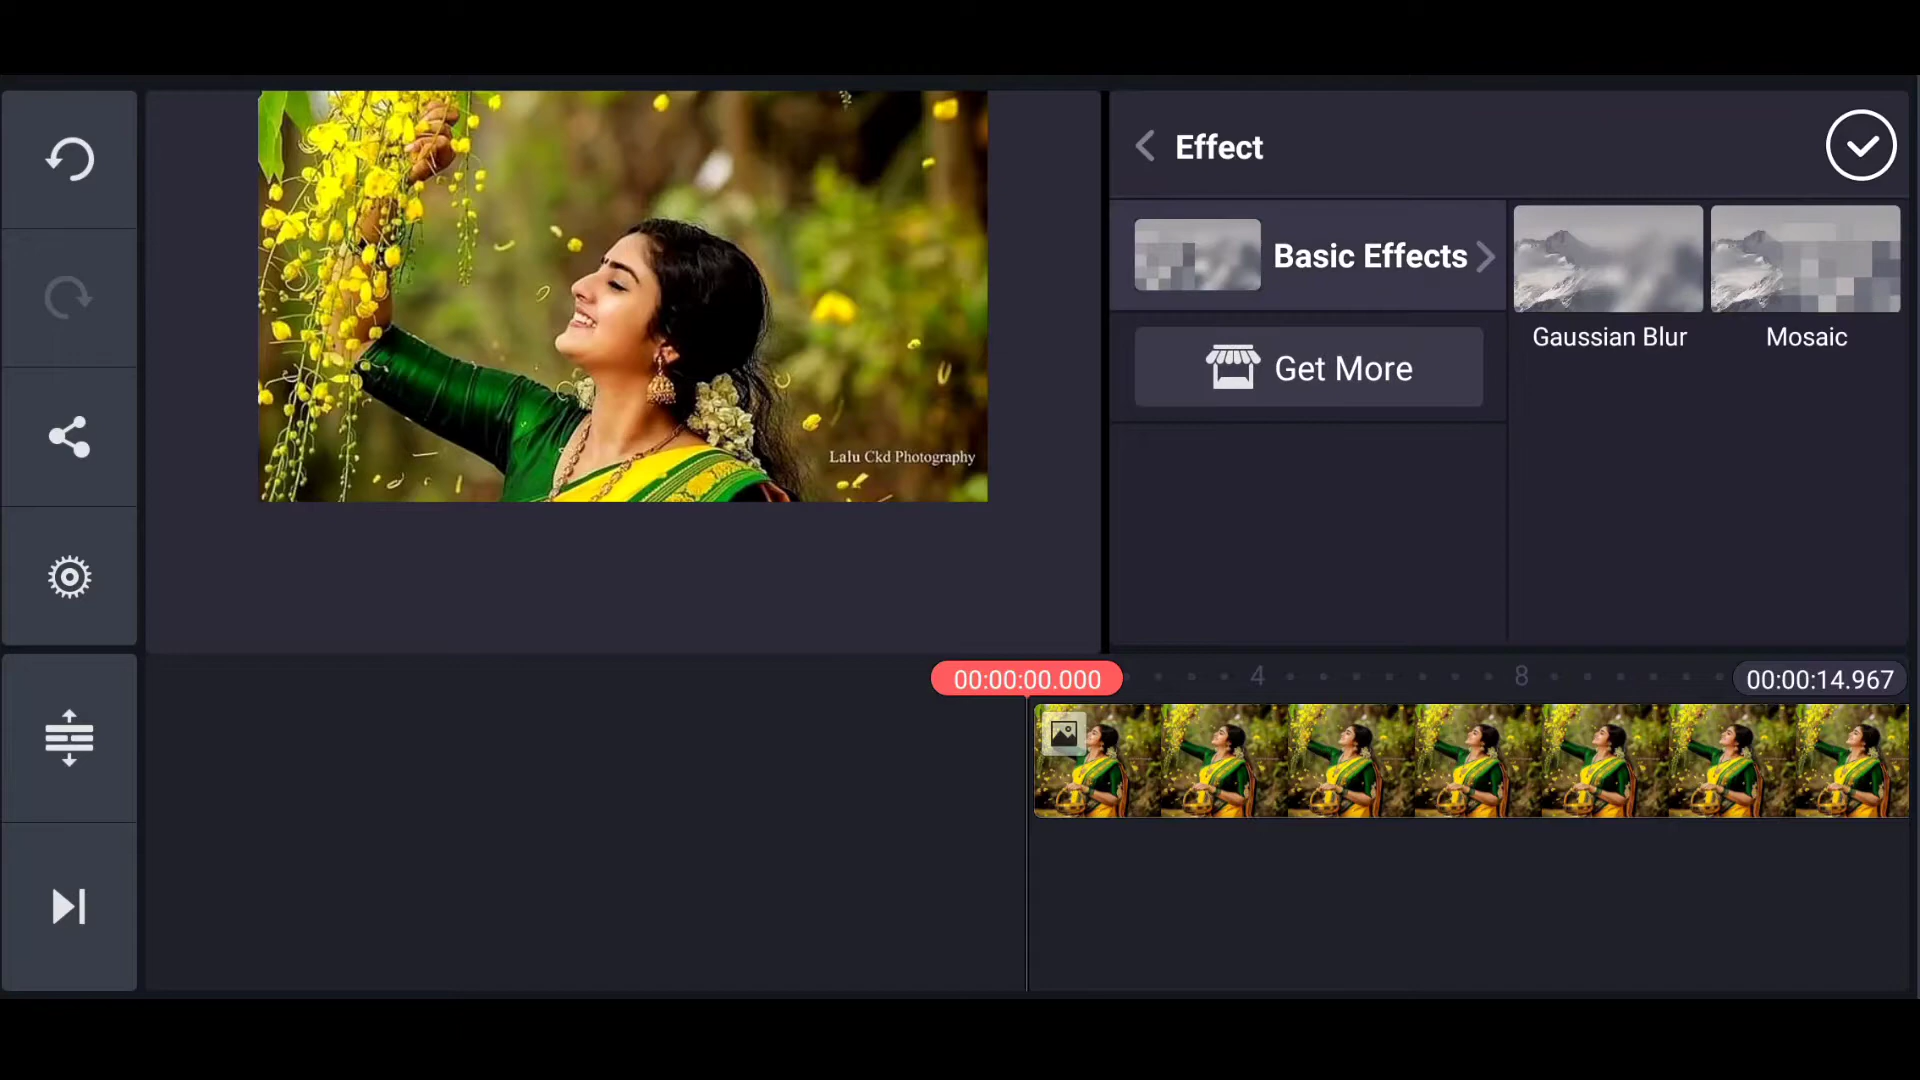 Effect
Basic Effects
Get More
Gaussian Blur
Mosaic
Lalu Ckd Photography
00:00:00.000
4
8
00:00:14.967